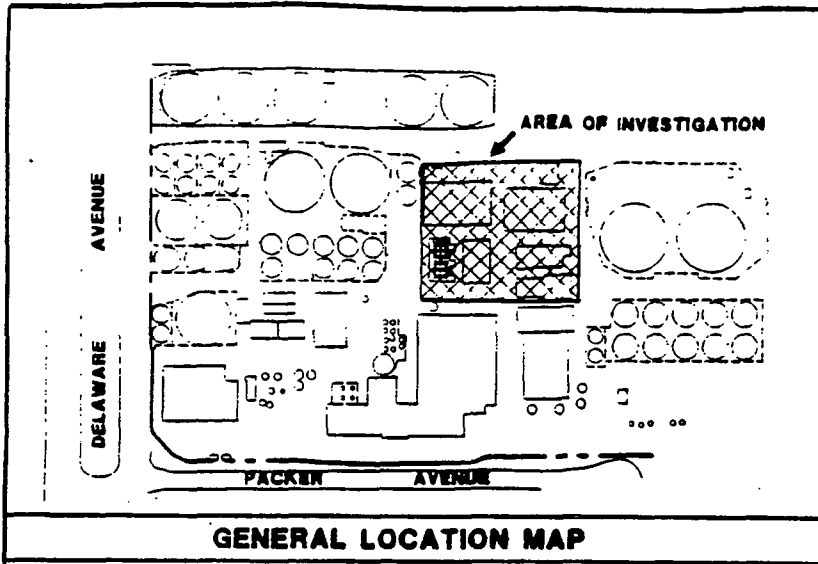 AREA OF INVESTIGATION
DELAWARE AVENUE
PACKER AVENUE
GENERAL LOCATION MAP